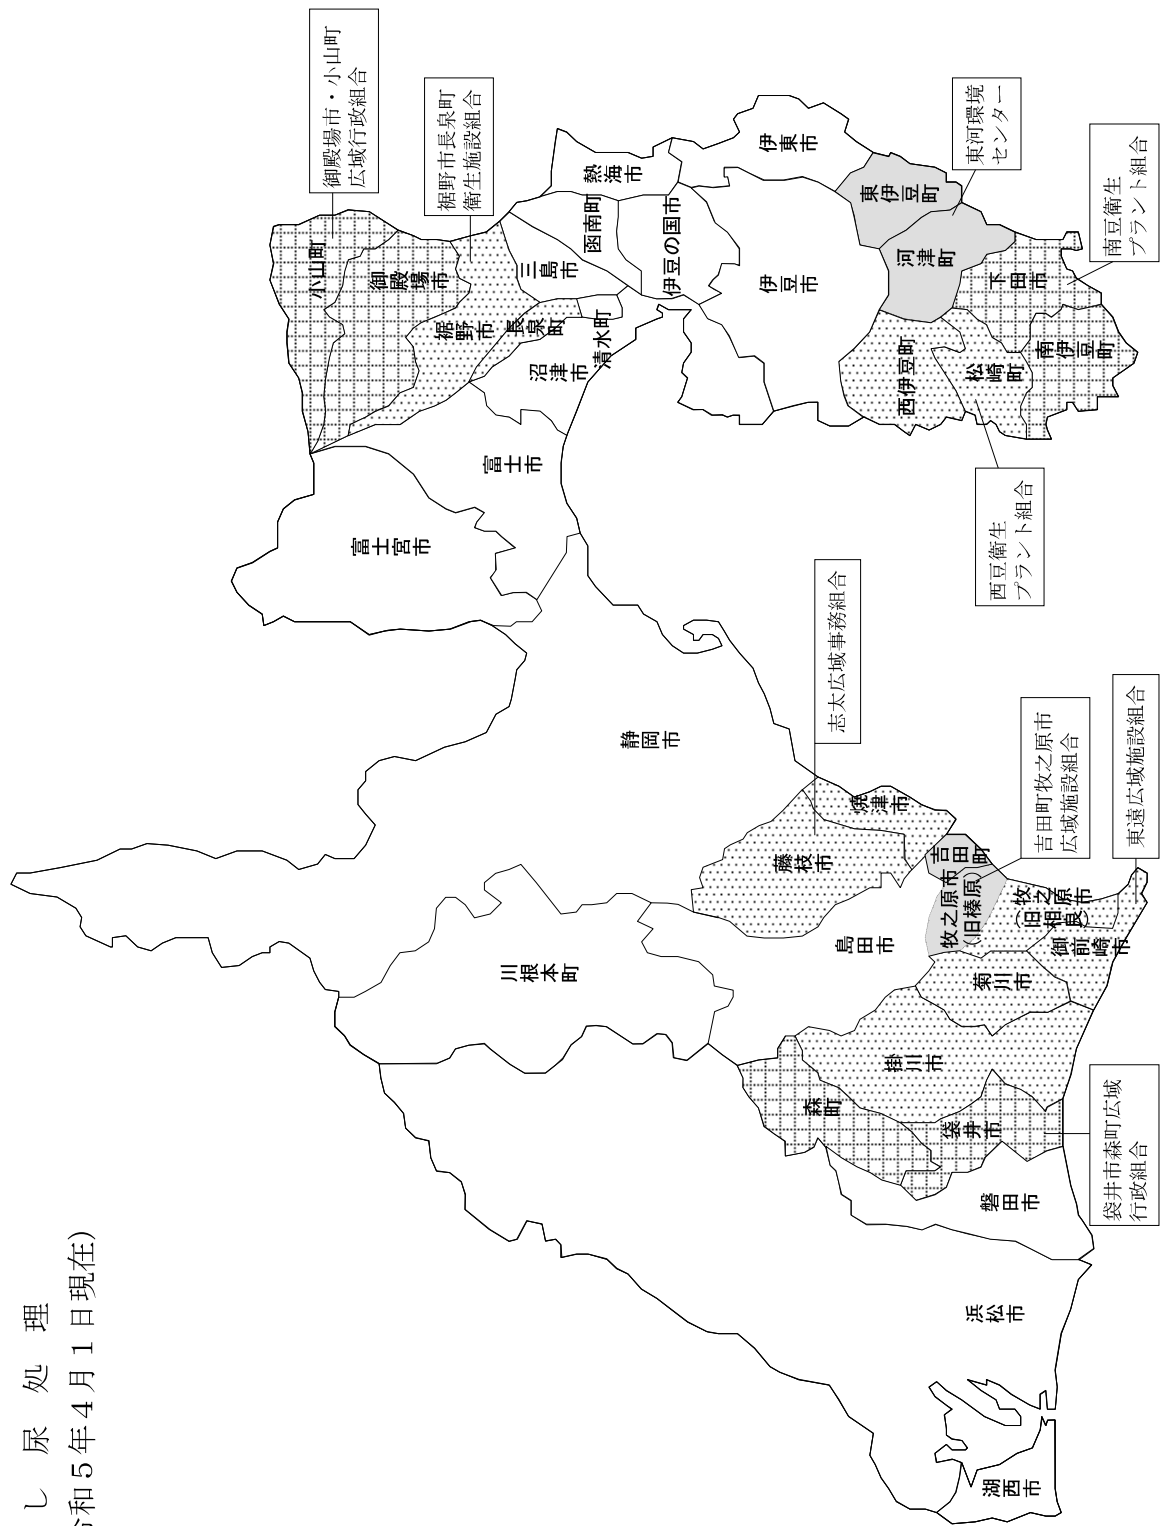 し尿処理
和５年４月１日現在）
御殿場市・小山町
広域行政組合
裾野市長泉町
衛生施設組合
東河環境
センター
南豆衛生
プラント組合
西豆衛生
プラント組合
志太広域事務組合
吉田町牧之原市
広域施設組合
東遠広域施設組合
袋井市森町広域
行政組合
小山町
御殿場市
裾野市
長泉町
清水町
三島市
沼津市
函南町
熱海市
伊豆の国市
伊東市
伊豆市
東伊豆町
河津町
下田市
南伊豆町
松崎町
西伊豆町
富士市
富士宮市
静岡市
焼津市
藤枝市
島田市
川根本町
吉田町
牧之原市
(旧榛原)
牧之原市
(旧相良)
御前崎市
菊川市
掛川市
森町
袋井市
磐田市
浜松市
湖西市